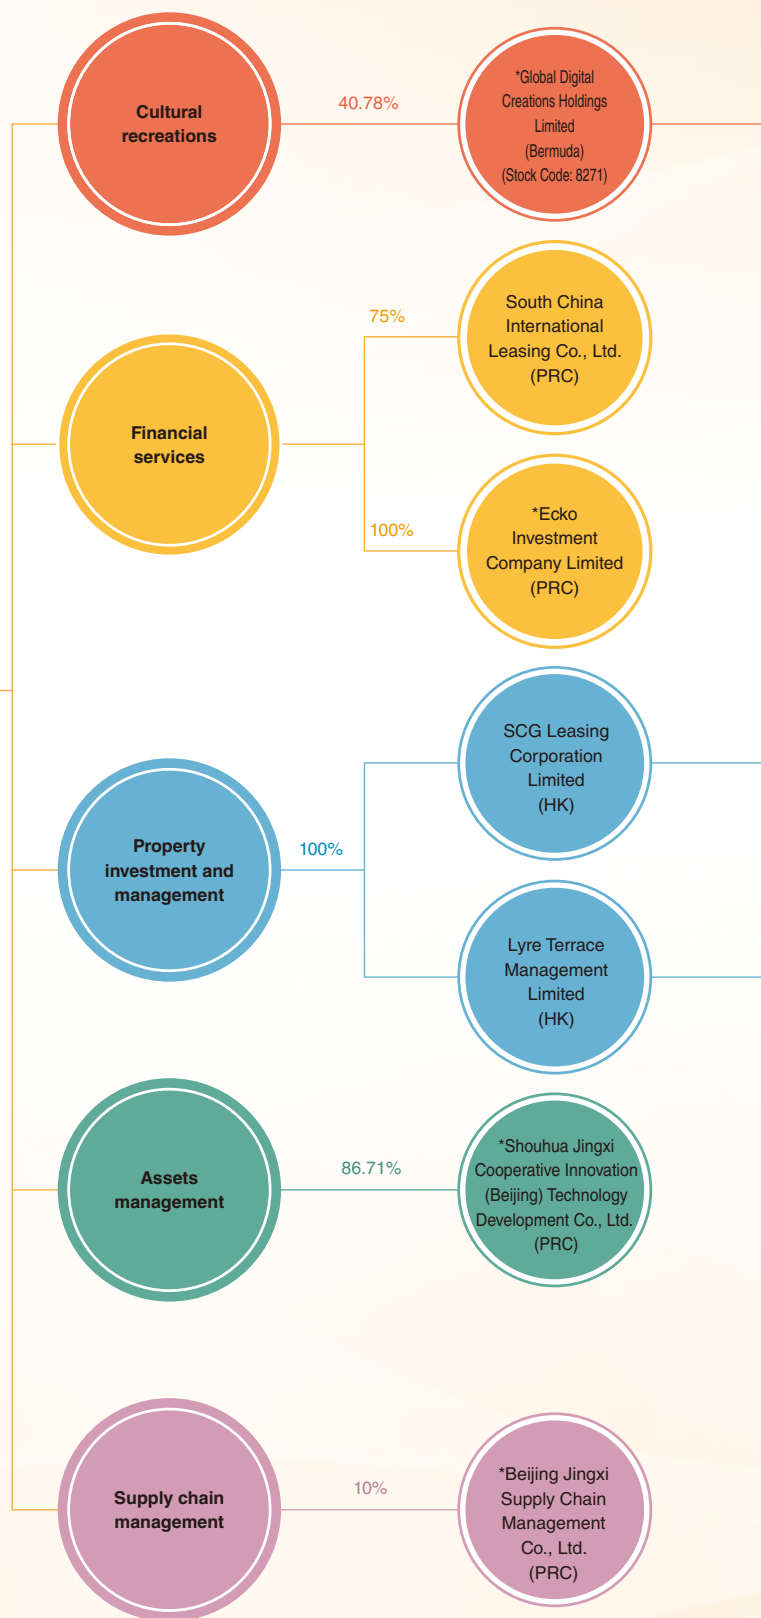 Cultural
recreations
40.78%
*Global Digital
Creations Holdings
Limited
(Bermuda)
(Stock Code: 8271)
Financial
services
75%
South China
International
Leasing Co., Ltd.
(PRC)
100%
*Ecko
Investment
Company Limited
(PRC)
Property
investment and
management
100%
SCG Leasing
Corporation
Limited
(HK)
Lyre Terrace
Management
Limited
(HK)
Assets
management
86.71%
*Shouhua Jingxi
Cooperative Innovation
(Beijing) Technology
Development Co., Ltd.
(PRC)
Supply chain
management
10%
*Beijing Jingxi
Supply Chain
Management
Co., Ltd.
(PRC)